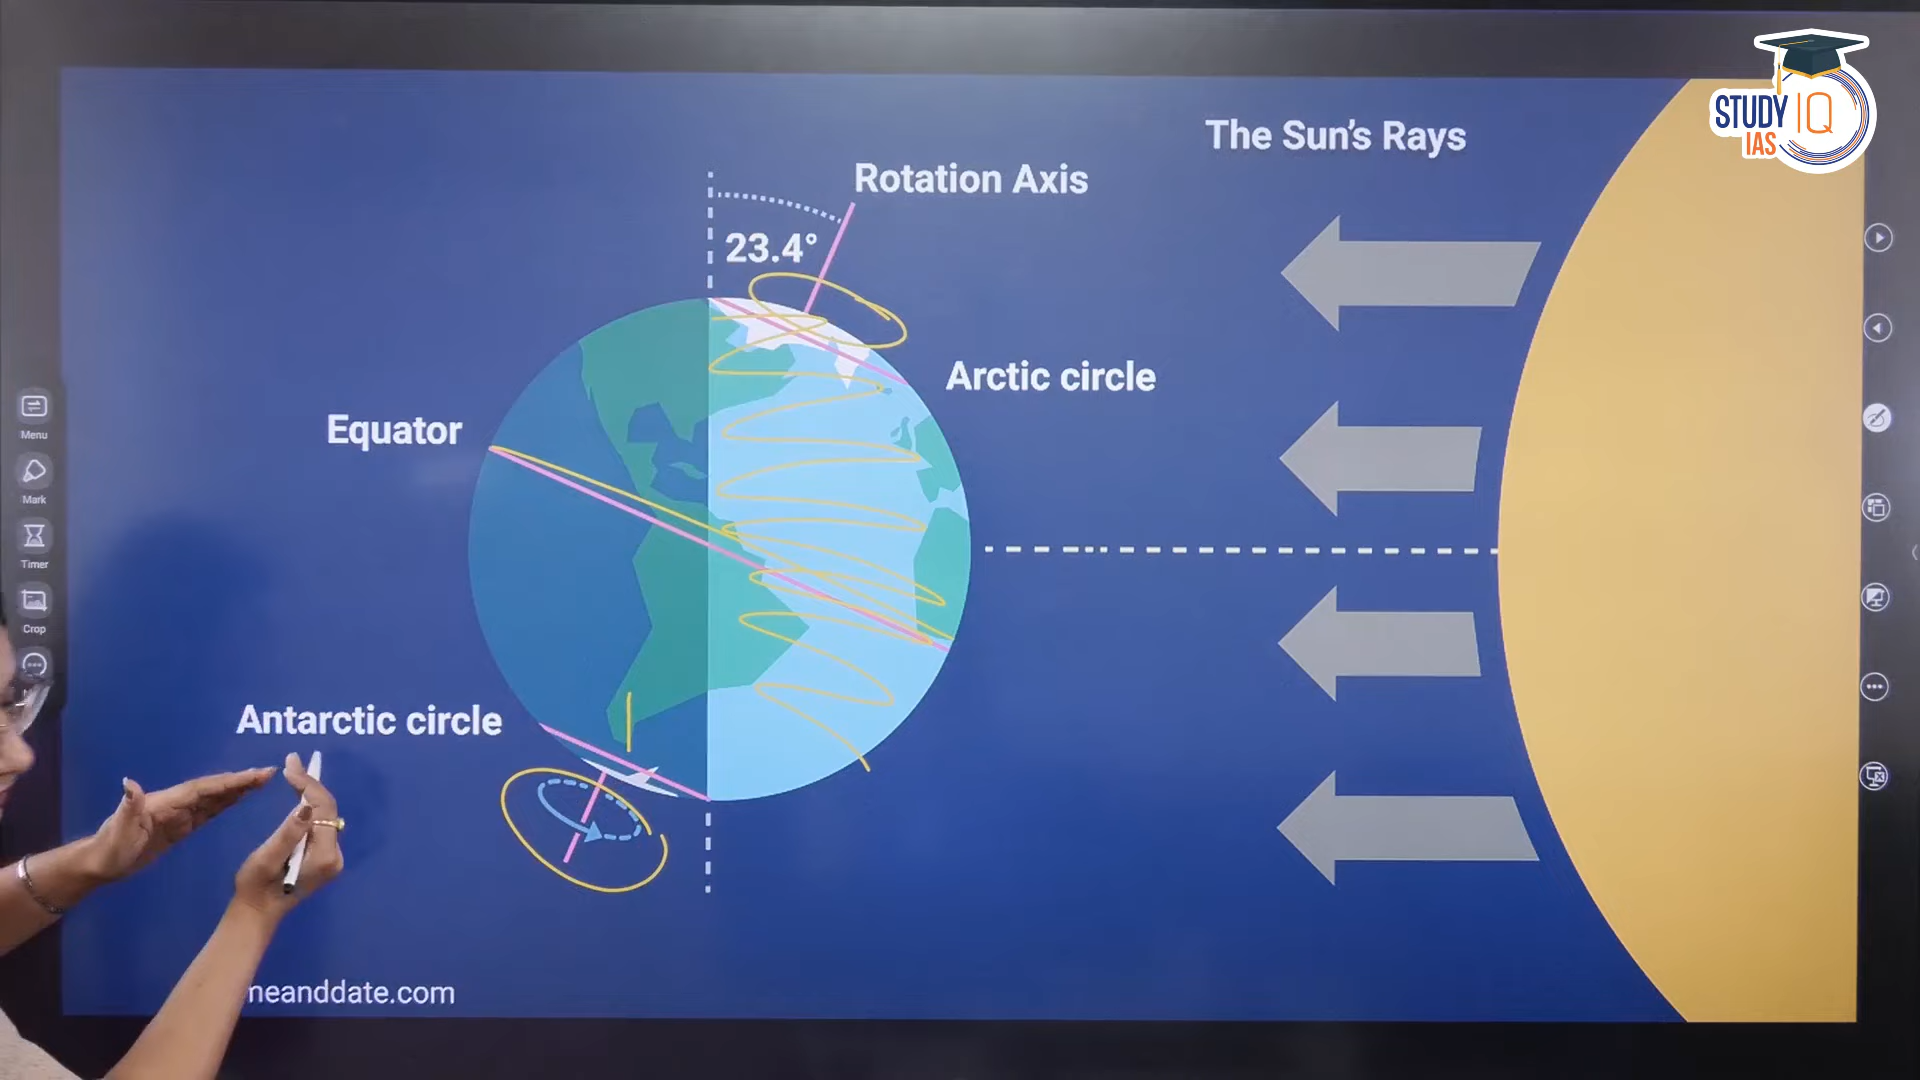 STUDY IQ
IAS
The Sun's Rays
Rotation Axis
23.4°
Arctic circle
Equator
Antarctic circle
Menu
Mark
Timer
Crop
meanddate.com